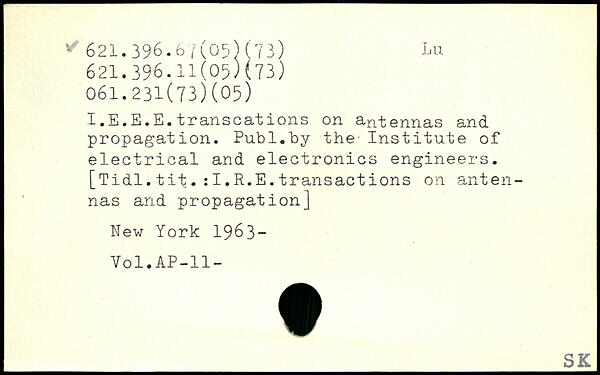 ✓ 621.396.67(05)(73) Lu
621.396.11(05)(73)
061.231(73)(05)
I.E.E.E.transcations on antennas and
propagation. Publ.by the Institute of
electrical and electronics engineers.
[Tidl.tit.:I.R.E.transactions on anten-
nas and propagation]
New York 1963-
Vol.AP-11-
SK